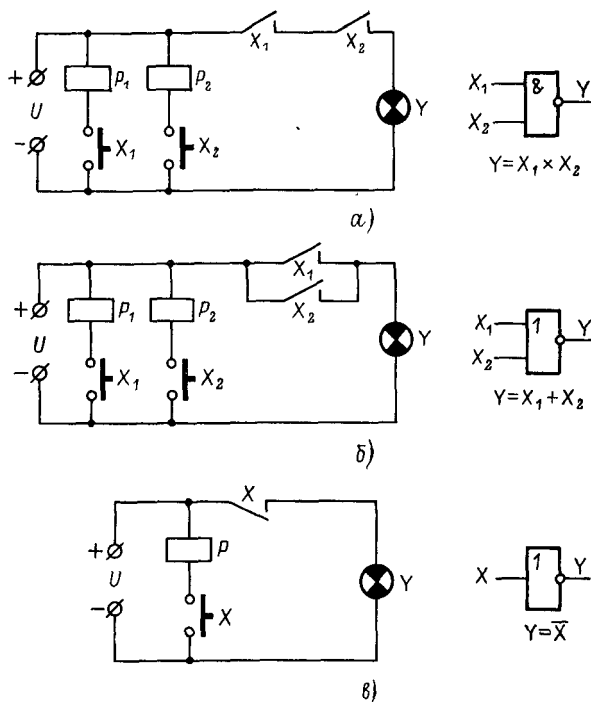 X₁ X₂
+ U - P₁ P₂ X₁ X₂ Y
X₁ X₂ & Y
Y=X₁×X₂
а)
X₁
X₂
+ U - P₁ P₂ X₁ X₂ Y
X₁ X₂ 1 Y
Y=X₁+X₂
б)
X
+ U - P X Y
X 1 Y
Y=X̅
в)